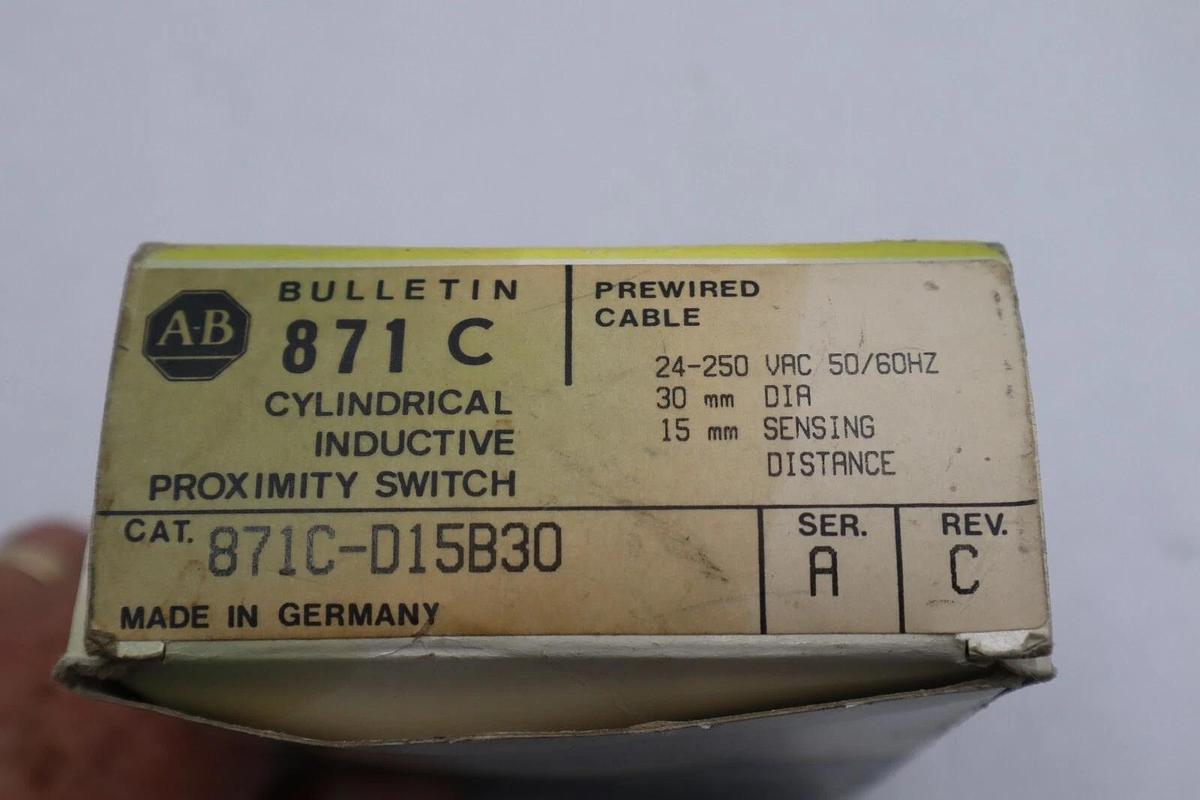 A-B
BULLETIN
871 C
CYLINDRICAL
INDUCTIVE
PROXIMITY SWITCH
PREWIRED
CABLE
24-250 VAC 50/60HZ
30 mm DIA
15 mm SENSING
DISTANCE
CAT. 871C-D15B30
MADE IN GERMANY
SER.
A
REV.
C